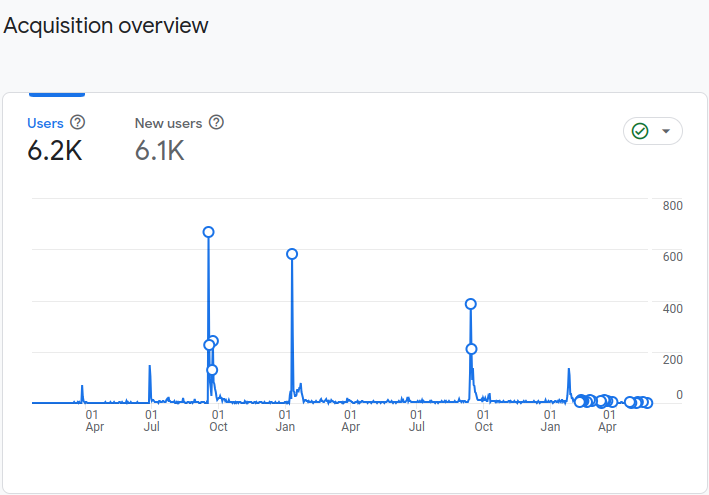 Acquisition overview
Users
New users
6.2K
6.1K
800
600
400
200
0
01 01 01 01 01 01 01 01 01
Apr Jul Oct Jan Apr Jul Oct Jan Apr